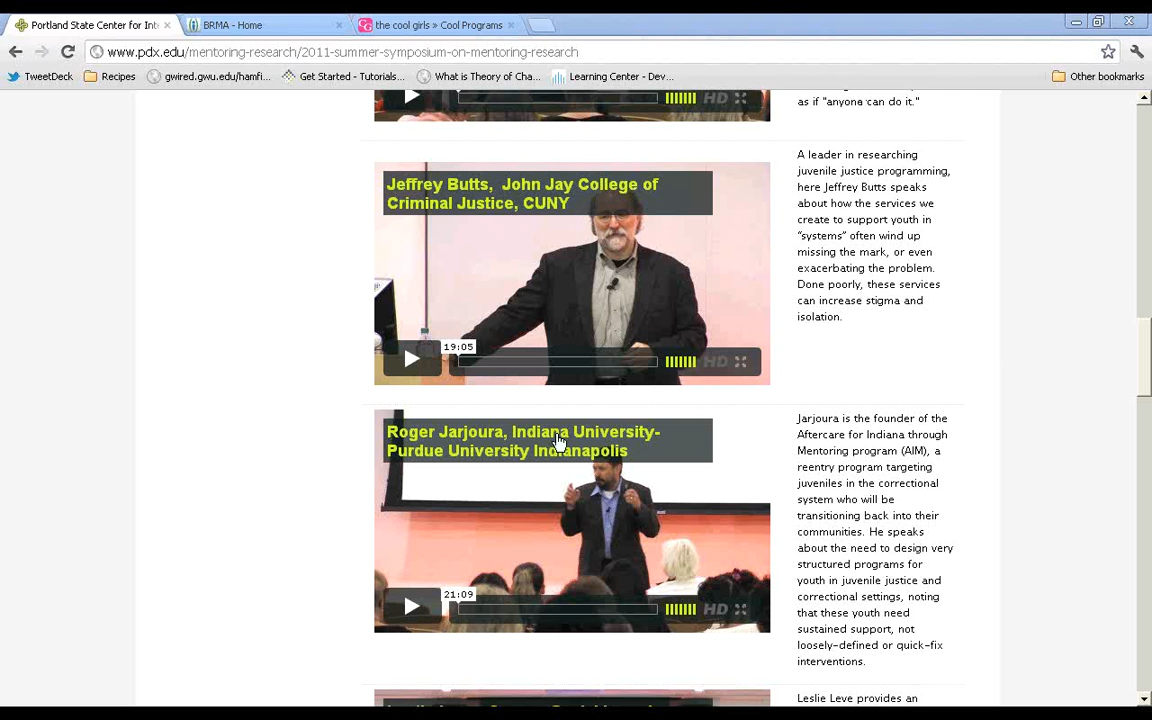 Portland State Center for Int
BRMA - Home
the cool girls » Cool Programs
www.pdx.edu/mentoring-research/2011-summer-symposium-on-mentoring-research
TweetDeck
Recipes
gwired.gwu.edu/hamfi...
Get Started - Tutorials...
What is Theory of Cha...
Learning Center - Dev...
Other bookmarks
HD
as if "anyone can do it."
Jeffrey Butts, John Jay College of
Criminal Justice, CUNY
19:05
HD
A leader in researching
juvenile justice programming,
here Jeffrey Butts speaks
about how the services we
create to support youth in
“systems” often wind up
missing the mark, or even
exacerbating the problem.
Done poorly, these services
can increase stigma and
isolation.
Roger Jarjoura, Indiana University-
Purdue University Indianapolis
21:09
HD
Jarjoura is the founder of the
Aftercare for Indiana through
Mentoring program (AIM), a
reentry program targeting
juveniles in the correctional
system who will be
transitioning back into their
communities. He speaks
about the need to design very
structured programs for
youth in juvenile justice and
correctional settings, noting
that these youth need
sustained support, not
loosely-defined or quick-fix
interventions.
Leslie Leve provides an